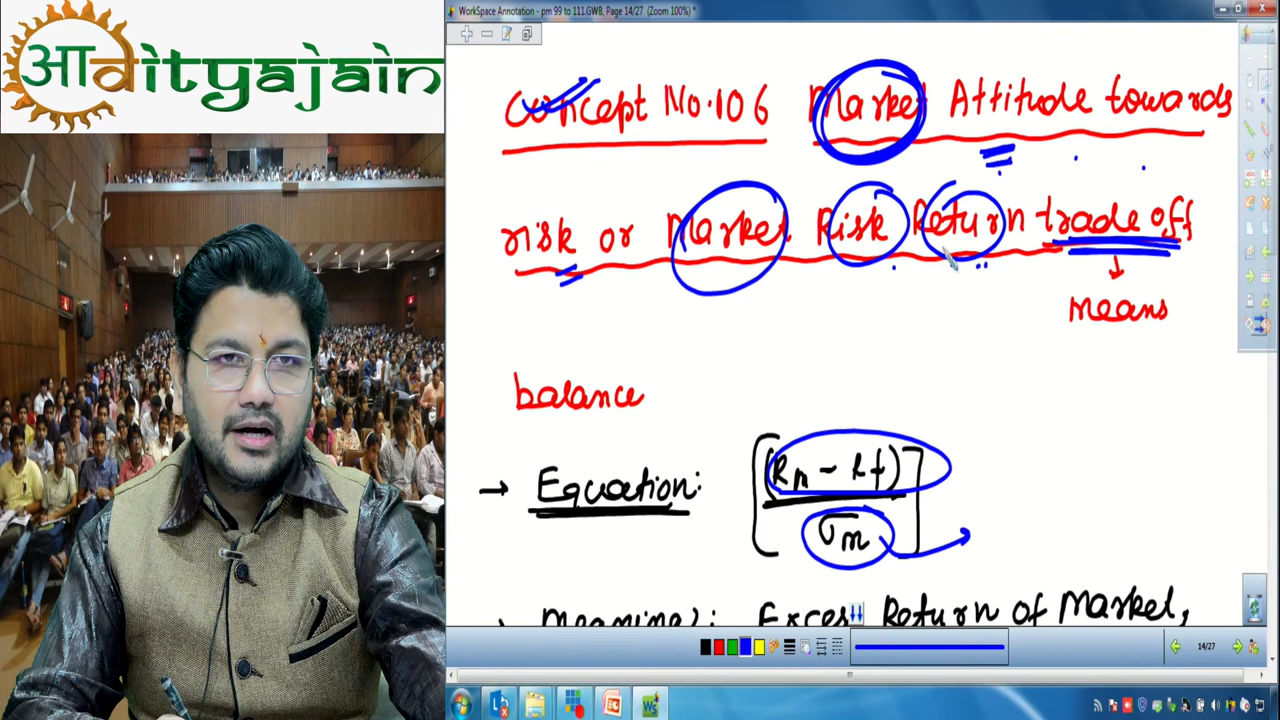 आdityajain
WorkSpace Annotation - pm 99 to 111.GWB, Page 14/27 (Zoom 100%) *
Concept No.106 Market Attitude towards
risk or Market Risk Return trade off
means
balance
→ Equation: [(Rm - Rf) / σm]
Meaning: Excess Return of Market,
14/27